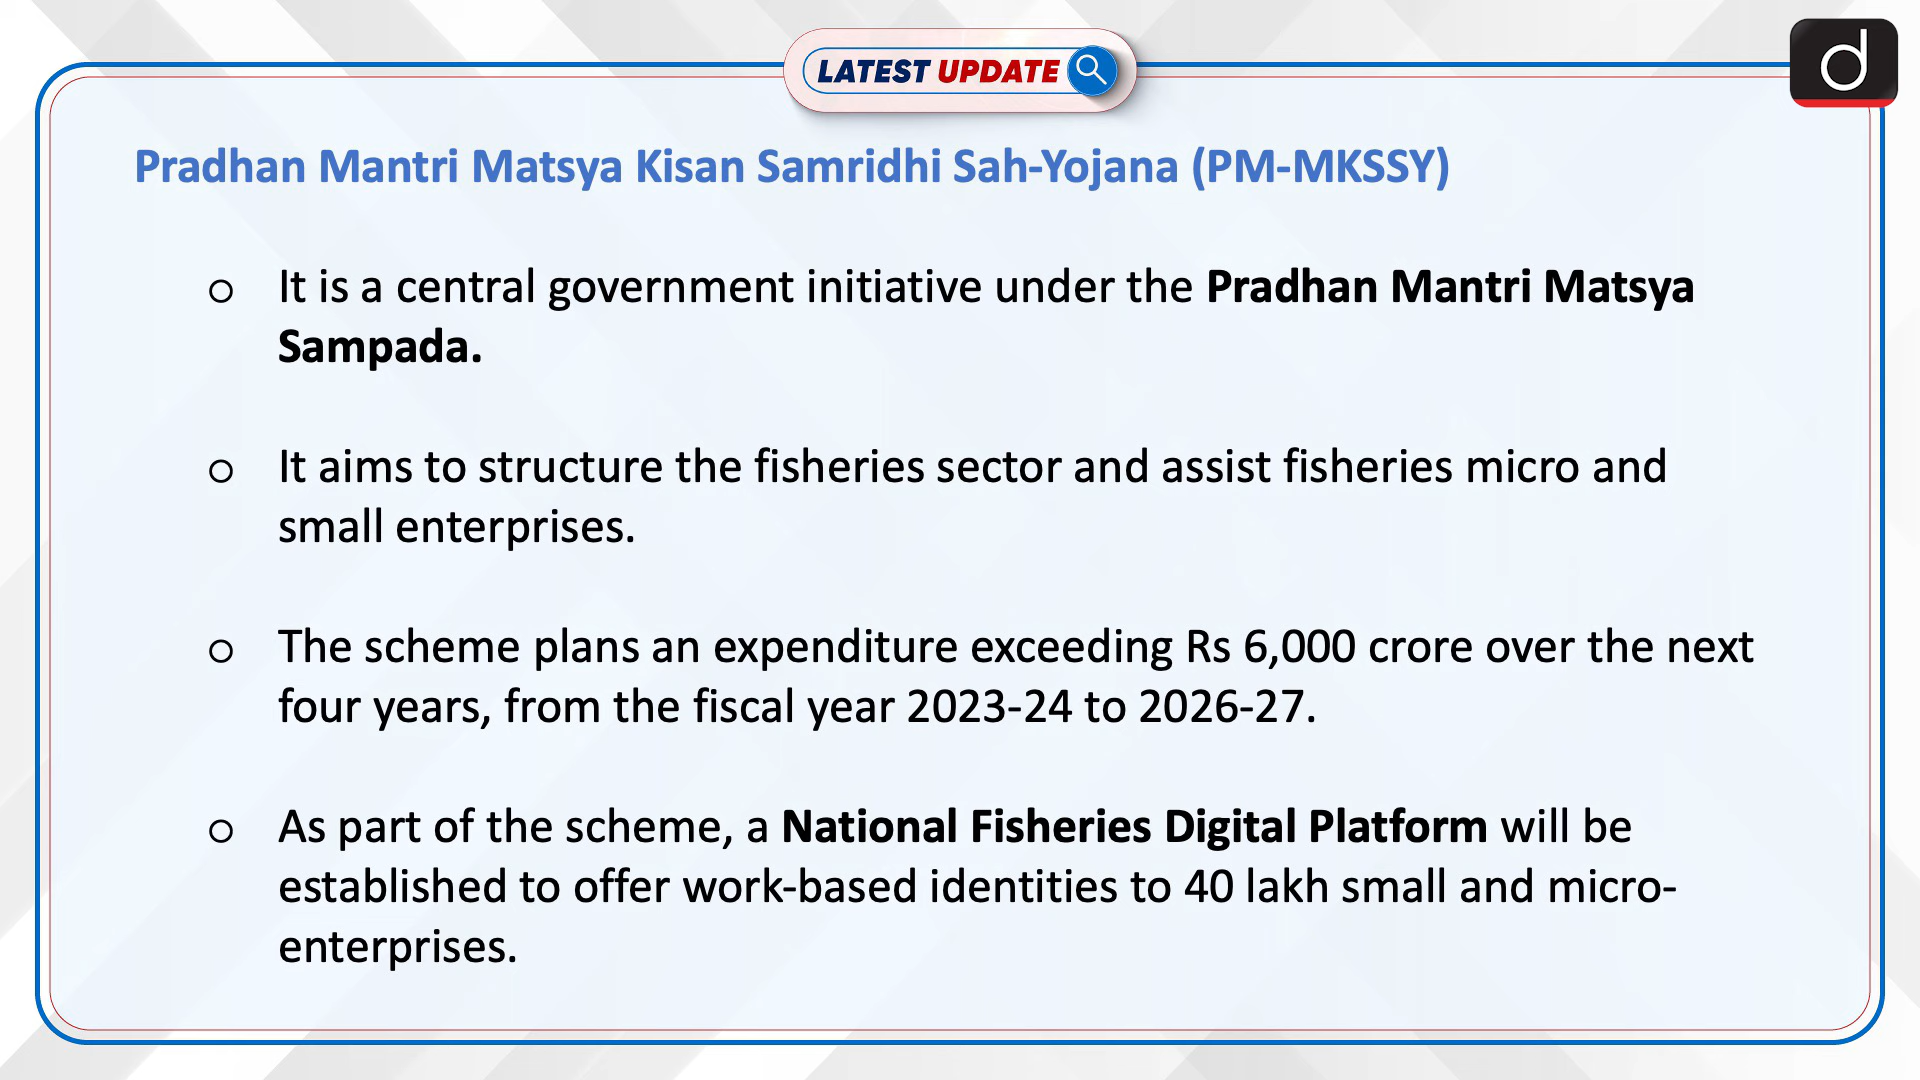 LATEST UPDATE
d
Pradhan Mantri Matsya Kisan Samridhi Sah-Yojana (PM-MKSSY)
o It is a central government initiative under the Pradhan Mantri Matsya
Sampada.
o It aims to structure the fisheries sector and assist fisheries micro and
small enterprises.
o The scheme plans an expenditure exceeding Rs 6,000 crore over the next
four years, from the fiscal year 2023-24 to 2026-27.
o As part of the scheme, a National Fisheries Digital Platform will be
established to offer work-based identities to 40 lakh small and micro-
enterprises.